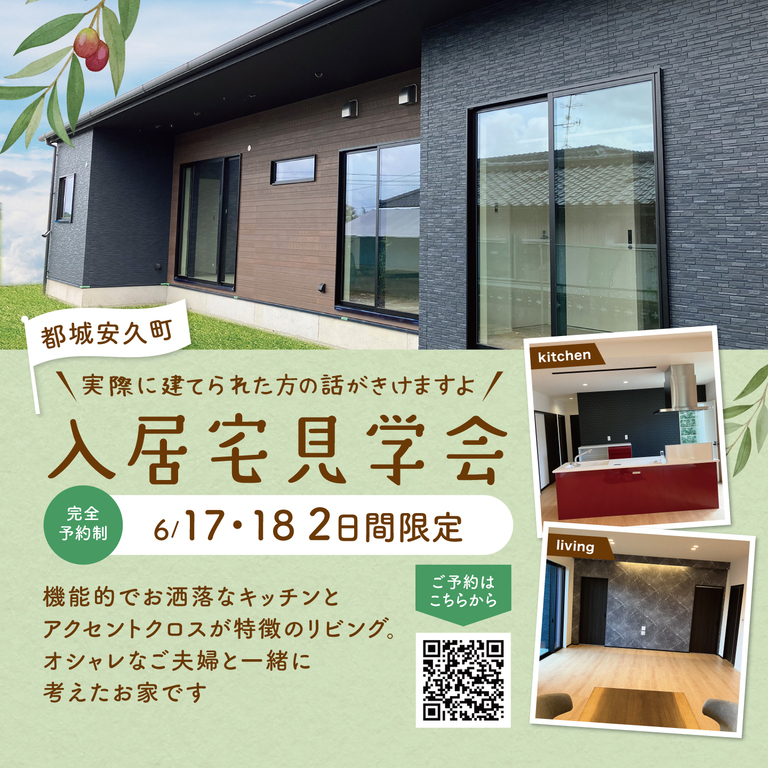 都城安久町
実際に建てられた方の話がきけますよ
入居宅見学会
完全
予約制
6/17・18 2日間限定
機能的でお洒落なキッチンと
アクセントクロスが特徴のリビング。
オシャレなご夫婦と一緒に
考えたお家です
ご予約は
こちらから
kitchen
living